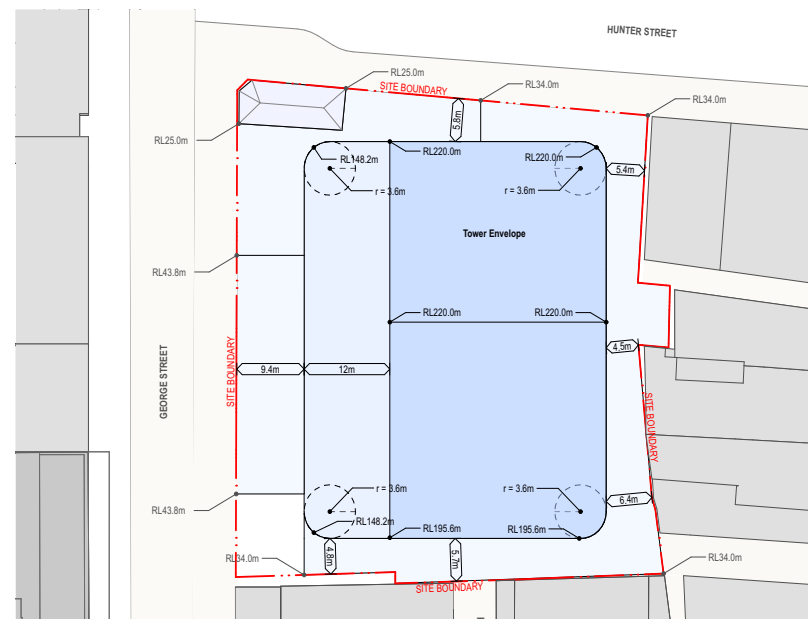 HUNTER STREET
RL25.0m
SITE BOUNDARY
RL34.0m
RL34.0m
5.8m
RL25.0m
RL148.2m
RL220.0m
RL220.0m
5.4m
r = 3.6m
r = 3.6m
Tower Envelope
RL43.8m
RL220.0m
RL220.0m
4.5m
GEORGE STREET
SITE BOUNDARY
9.4m
12m
SITE BOUNDARY
r = 3.6m
r = 3.6m
6.4m
RL43.8m
RL148.2m
RL195.6m
RL195.6m
RL34.0m
4.8m
5.7m
RL34.0m
SITE BOUNDARY